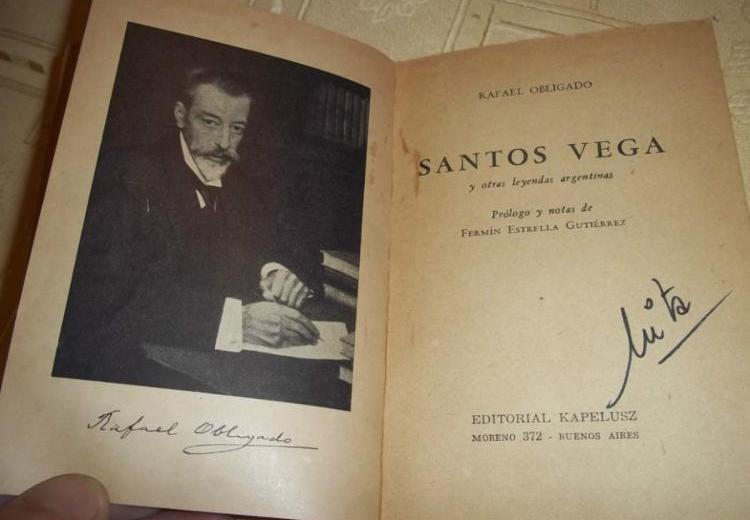 Rafael Obligado
RAFAEL OBLIGADO
SANTOS VEGA
y otras leyendas argentinas
Prólogo y notas de
FERMÍN ESTRELLA GUTIÉRREZ
EDITORIAL KAPELUSZ
MORENO 372 - BUENOS AIRES